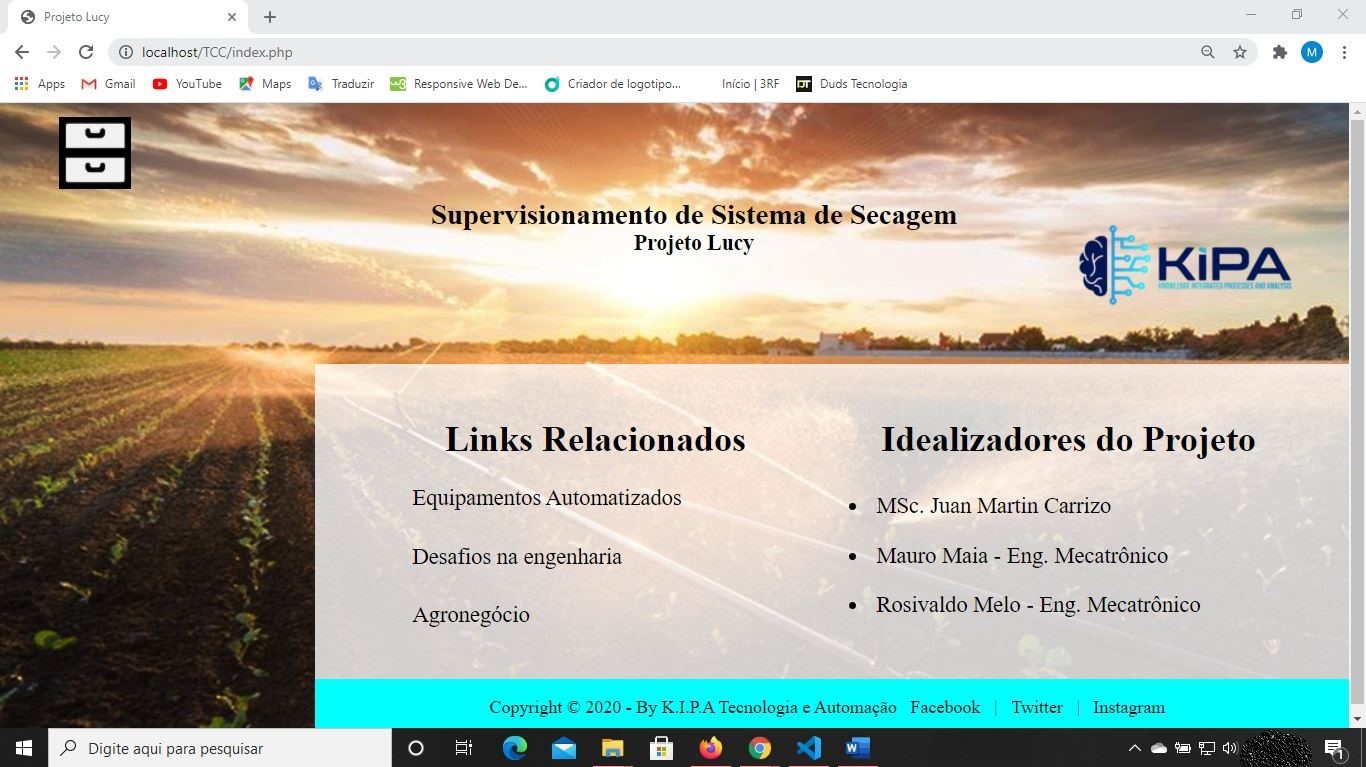 Projeto Lucy
localhost/TCC/index.php
M
Apps Gmail YouTube Maps Traduzir Responsive Web De... Criador de logotipo... Início | 3RF Duds Tecnologia
Supervisionamento de Sistema de Secagem
Projeto Lucy
KiPA
KNOWLEDGE INTEGRATED PROCESSES AND ANALYSIS
Links Relacionados
Equipamentos Automatizados
Desafios na engenharia
Agronegócio
Idealizadores do Projeto
• MSc. Juan Martin Carrizo
• Mauro Maia - Eng. Mecatrônico
• Rosivaldo Melo - Eng. Mecatrônico
Copyright © 2020 - By K.I.P.A Tecnologia e Automação Facebook | Twitter | Instagram
Digite aqui para pesquisar
1